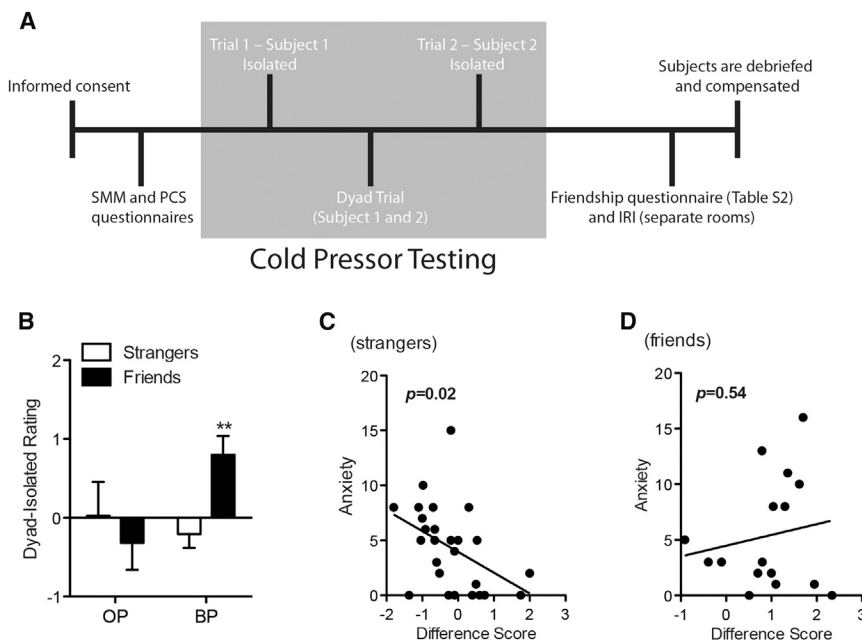 A
Trial 1 – Subject 1
Isolated
Trial 2 – Subject 2
Isolated
Informed consent
Subjects are debriefed
and compensated
SMM and PCS
questionnaires
Dyad Trial
(Subject 1 and 2)
Friendship questionnaire (Table S2)
and IRI (separate rooms)
Cold Pressor Testing
B
Strangers
Friends
Dyad-Isolated Rating
2
1
0
-1
**
OP
BP
C
(strangers)
p=0.02
Anxiety
20
15
10
5
0
-2
-1
0
1
2
3
Difference Score
D
(friends)
p=0.54
Anxiety
20
15
10
5
0
-1
0
1
2
3
Difference Score